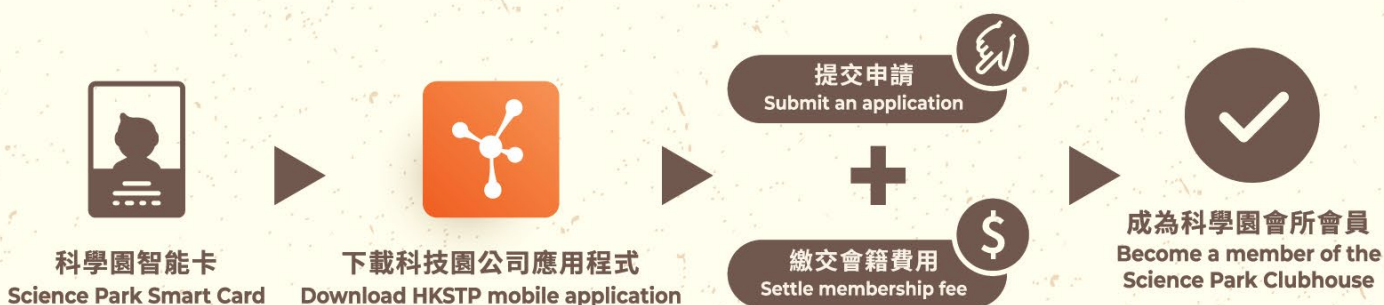 科學園智能卡
Science Park Smart Card
下載科技園公司應用程式
Download HKSTP mobile application
提交申請
Submit an application
繳交會籍費用
Settle membership fee
$
成為科學園會所會員
Become a member of the
Science Park Clubhouse